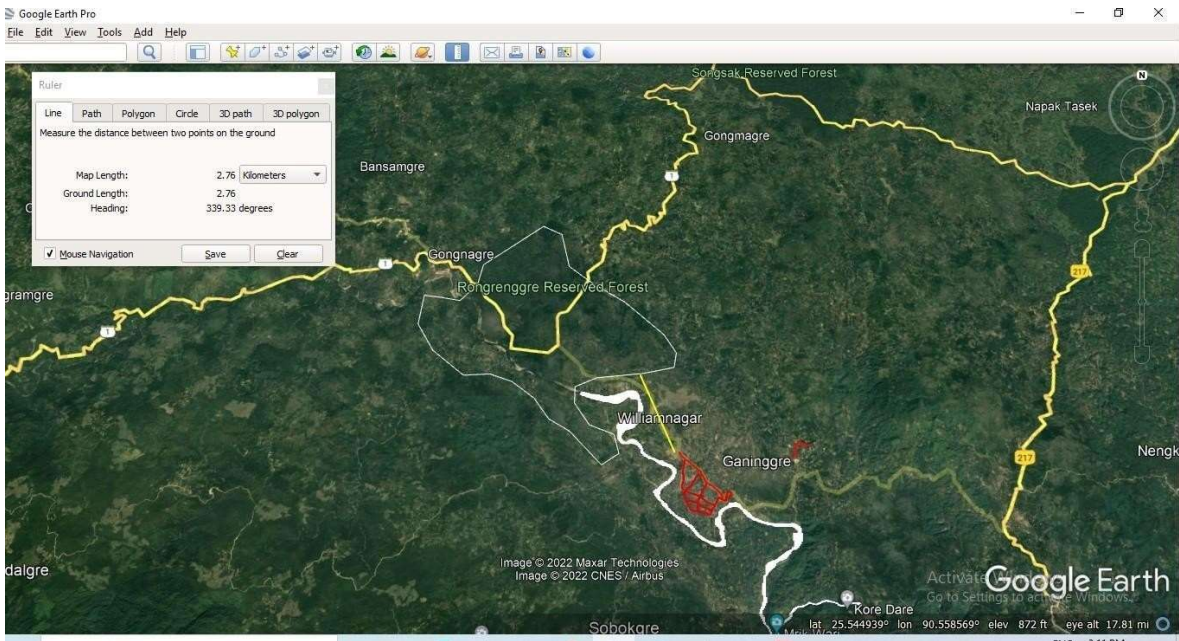 Google Earth Pro
File Edit View Tools Add Help
Ruler
Line Path Polygon Circle 3D path 3D polygon
Measure the distance between two points on the ground
Map Length: 2.76 Kilometers
Ground Length: 2.76
Heading: 339.33 degrees
Mouse Navigation Save Clear
Songsak Reserved Forest
N
Napak Tasek
Gongmagre
Bansamgre
1
Gongnagre
1
217
Rongrenggre Reserved Forest
gramgre
1
Williamnagar
Ganinggre
217
Nengk
Image © 2022 Maxar Technologies
Image © 2022 CNES / Airbus
dalgre
Activate Windows
Go to Settings to activate Windows.
Google Earth
Kore Dare
Sobokgre
lat 25.544939° lon 90.558569° elev 872 ft eye alt 17.81 mi